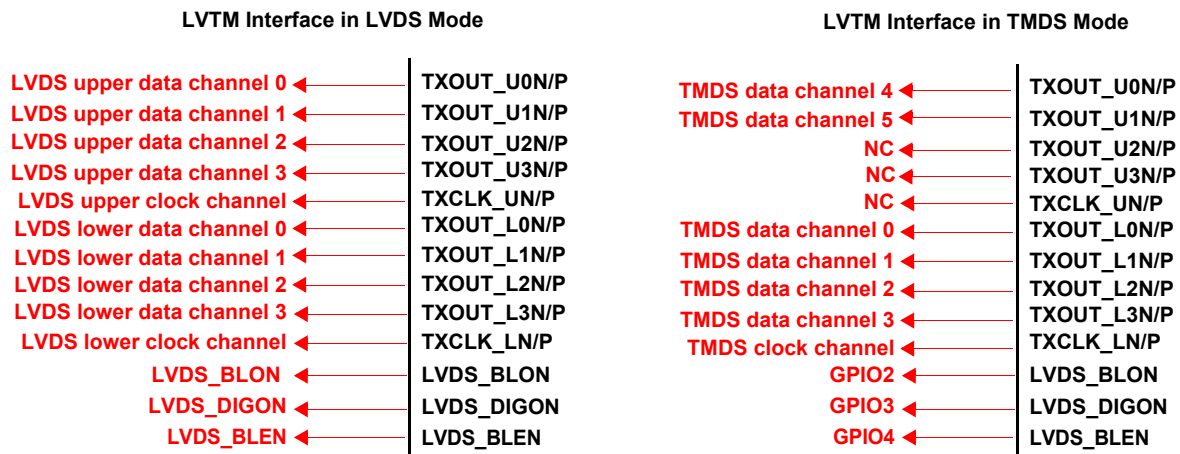 LVTM Interface in LVDS Mode
LVDS upper data channel 0 TXOUT_U0N/P
LVDS upper data channel 1 TXOUT_U1N/P
LVDS upper data channel 2 TXOUT_U2N/P
LVDS upper data channel 3 TXOUT_U3N/P
LVDS upper clock channel TXCLK_UN/P
LVDS lower data channel 0 TXOUT_L0N/P
LVDS lower data channel 1 TXOUT_L1N/P
LVDS lower data channel 2 TXOUT_L2N/P
LVDS lower data channel 3 TXOUT_L3N/P
LVDS lower clock channel TXCLK_LN/P
LVDS_BLON LVDS_BLON
LVDS_DIGON LVDS_DIGON
LVDS_BLEN LVDS_BLEN
LVTM Interface in TMDS Mode
TMDS data channel 4 TXOUT_U0N/P
TMDS data channel 5 TXOUT_U1N/P
NC TXOUT_U2N/P
NC TXOUT_U3N/P
NC TXCLK_UN/P
TMDS data channel 0 TXOUT_L0N/P
TMDS data channel 1 TXOUT_L1N/P
TMDS data channel 2 TXOUT_L2N/P
TMDS data channel 3 TXOUT_L3N/P
TMDS clock channel TXCLK_LN/P
GPIO2 LVDS_BLON
GPIO3 LVDS_DIGON
GPIO4 LVDS_BLEN